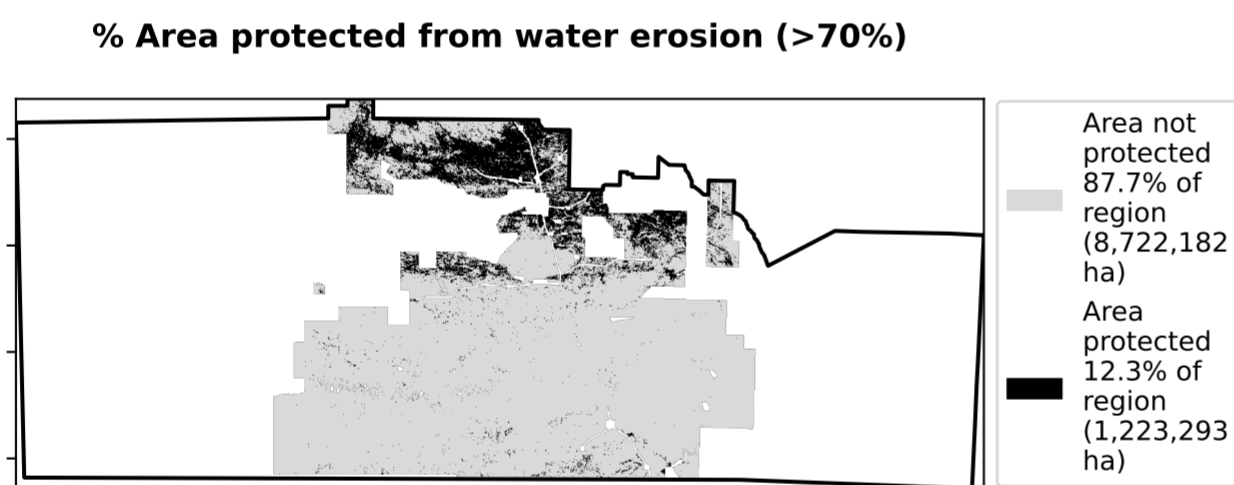 % Area protected from water erosion (>70%)
Area not
protected
87.7% of
region
(8,722,182
ha)
Area
protected
12.3% of
region
(1,223,293
ha)